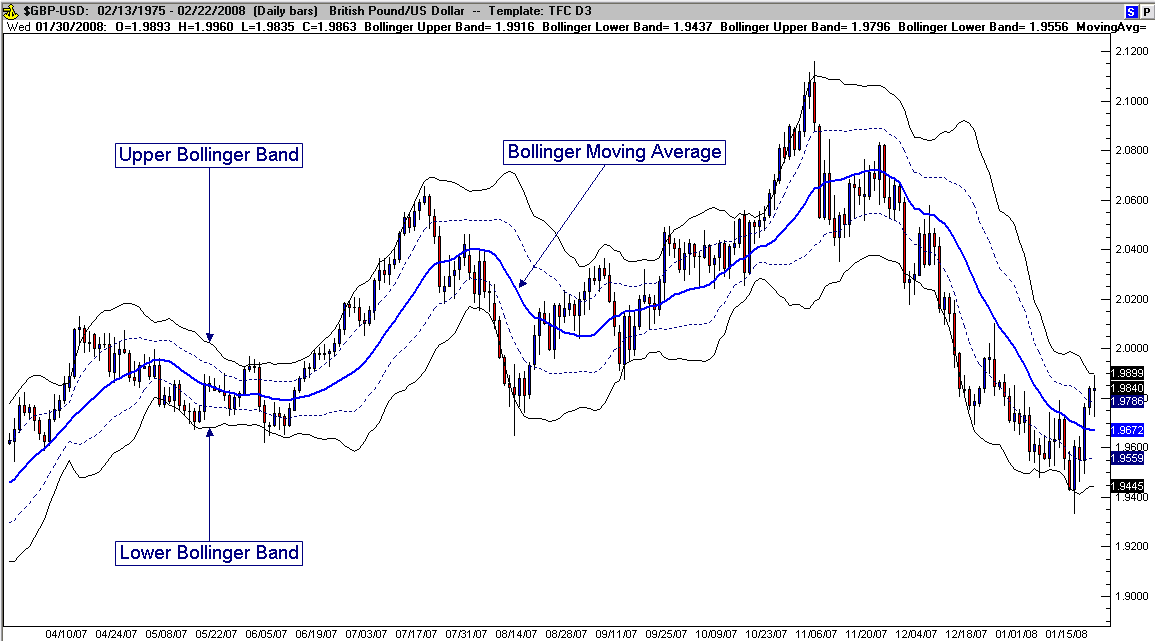 $GBP-USD: 02/13/1975 - 02/22/2008 (Daily bars) British Pound/US Dollar -- Template: TFC D3
S P
Wed 01/30/2008: O=1.9893 H=1.9960 L=1.9835 C=1.9863 Bollinger Upper Band= 1.9916 Bollinger Lower Band= 1.9437 Bollinger Upper Band= 1.9796 Bollinger Lower Band= 1.9556 MovingAvg=
2.1200
2.1000
Upper Bollinger Band
Bollinger Moving Average
2.0800
2.0600
2.0400
2.0200
2.0000
1.9899
1.9840
1.9786
1.9672
1.9600
1.9559
1.9445
1.9400
Lower Bollinger Band
1.9200
1.9000
04/10/07 04/24/07 05/08/07 05/22/07 06/05/07 06/19/07 07/03/07 07/17/07 07/31/07 08/14/07 08/28/07 09/11/07 09/25/07 10/09/07 10/23/07 11/06/07 11/20/07 12/04/07 12/18/07 01/01/08 01/15/08